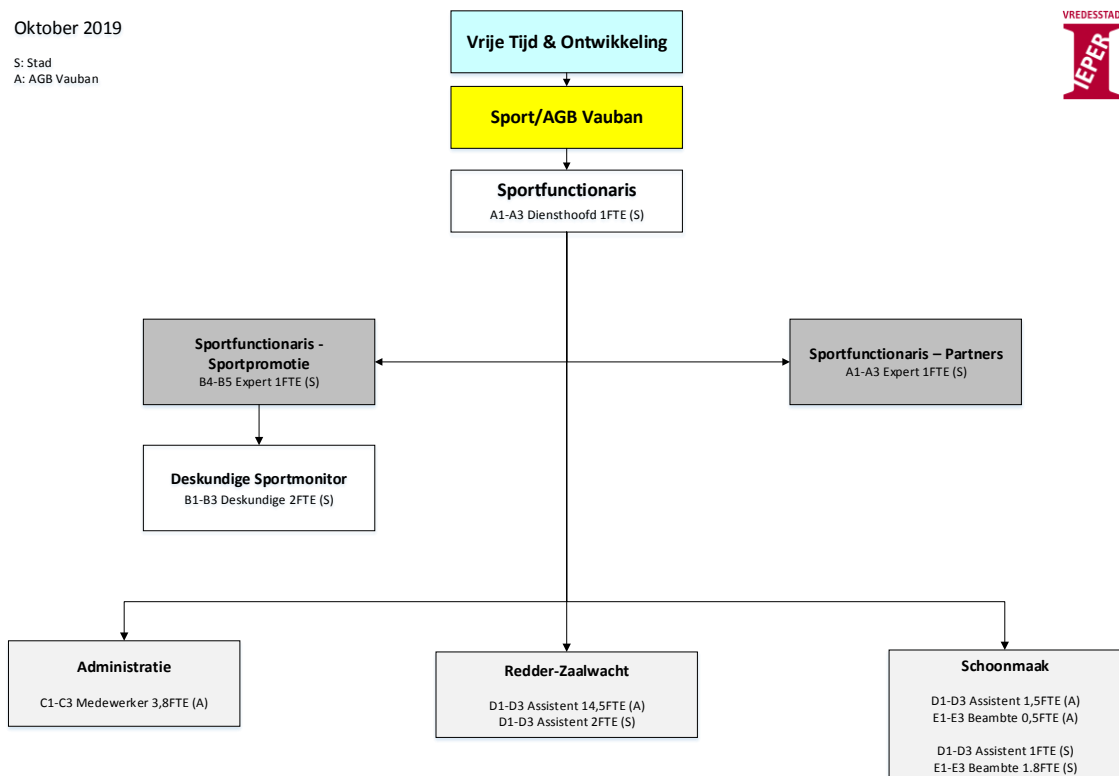 Oktober 2019
S: Stad
A: AGB Vauban
VREDESSTAD
IEPER
Vrije Tijd & Ontwikkeling
Sport/AGB Vauban
Sportfunctionaris
A1-A3 Diensthoofd 1FTE (S)
Sportfunctionaris -
Sportpromotie
B4-B5 Expert 1FTE (S)
Sportfunctionaris – Partners
A1-A3 Expert 1FTE (S)
Deskundige Sportmonitor
B1-B3 Deskundige 2FTE (S)
Administratie
C1-C3 Medewerker 3,8FTE (A)
Redder-Zaalwacht
D1-D3 Assistent 14,5FTE (A)
D1-D3 Assistent 2FTE (S)
Schoonmaak
D1-D3 Assistent 1,5FTE (A)
E1-E3 Beambte 0,5FTE (A)
D1-D3 Assistent 1FTE (S)
E1-E3 Beambte 1.8FTE (S)